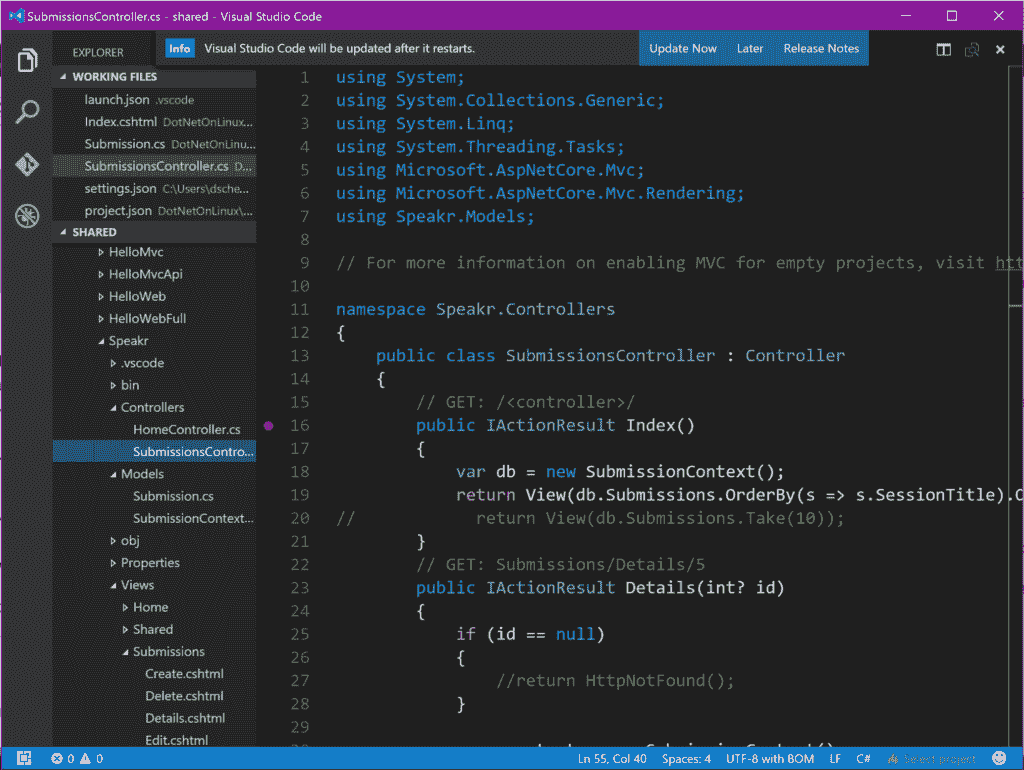 SubmissionsController.cs - shared - Visual Studio Code
EXPLORER
Info Visual Studio Code will be updated after it restarts. Update Now Later Release Notes
WORKING FILES
launch.json .vscode
Index.cshtml DotNetOnLinux...
Submission.cs DotNetOnLinu...
SubmissionsController.cs D...
settings.json C:\Users\dsche...
project.json DotNetOnLinux\...
SHARED
HelloMvc
HelloMvcApi
HelloWeb
HelloWebFull
Speakr
.vscode
bin
Controllers
HomeController.cs
SubmissionsContro...
Models
Submission.cs
SubmissionContext...
obj
Properties
Views
Home
Shared
Submissions
Create.cshtml
Delete.cshtml
Details.cshtml
Edit.cshtml
1 using System;
2 using System.Collections.Generic;
3 using System.Linq;
4 using System.Threading.Tasks;
5 using Microsoft.AspNetCore.Mvc;
6 using Microsoft.AspNetCore.Mvc.Rendering;
7 using Speakr.Models;
8
9 // For more information on enabling MVC for empty projects, visit htt
10
11 namespace Speakr.Controllers
12 {
13 public class SubmissionsController : Controller
14 {
15 // GET: /<controller>/
16 public IActionResult Index()
17 {
18 var db = new SubmissionContext();
19 return View(db.Submissions.OrderBy(s => s.SessionTitle).
20 // return View(db.Submissions.Take(10));
21 }
22 // GET: Submissions/Details/5
23 public IActionResult Details(int? id)
24 {
25 if (id == null)
26 {
27 //return HttpNotFound();
28 }
29
0 0 Ln 55, Col 40 Spaces: 4 UTF-8 with BOM LF C# Select project